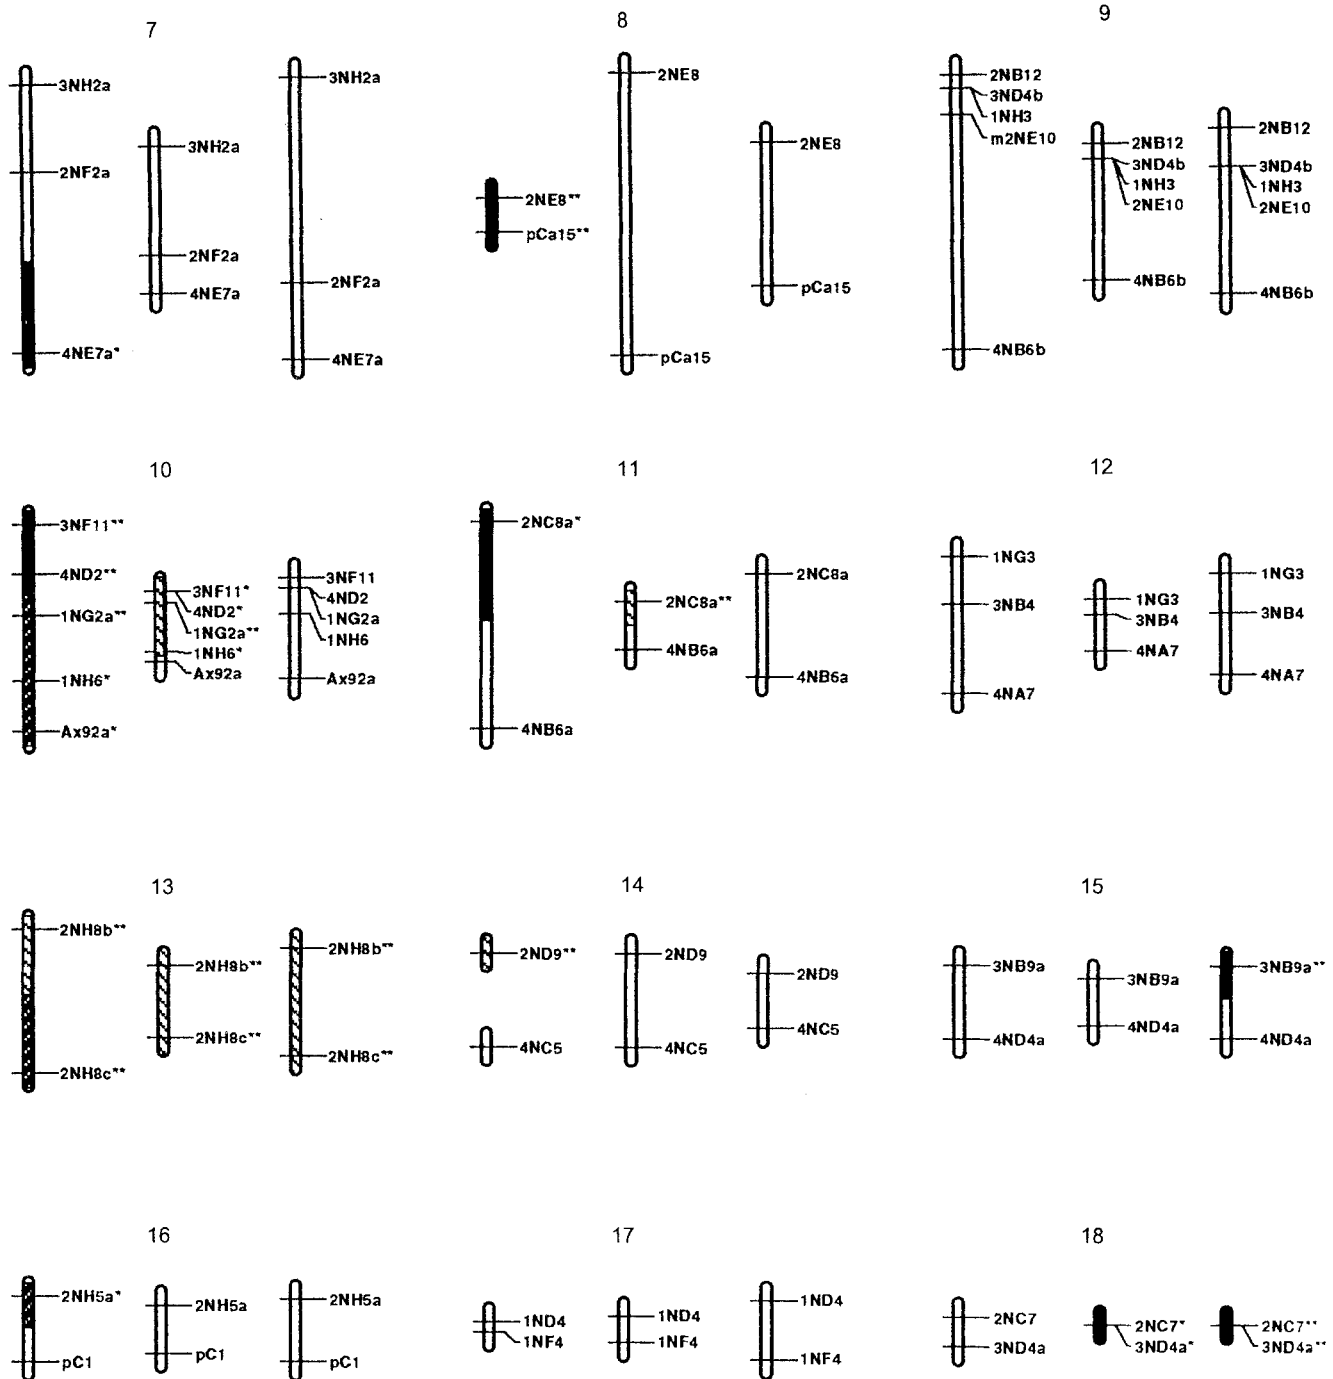 7
3NH2a
2NF2a
4NE7a*
3NH2a
2NF2a
4NE7a
3NH2a
2NF2a
4NE7a
8
2NE8**
pCa15**
2NE8
pCa15
2NE8
pCa15
9
2NB12
3ND4b
1NH3
m2NE10
4NB6b
2NB12
3ND4b
1NH3
2NE10
4NB6b
2NB12
3ND4b
1NH3
2NE10
4NB6b
10
3NF11**
4ND2**
1NG2a**
1NH6*
Ax92a*
3NF11*
4ND2*
1NG2a**
1NH6*
Ax92a
3NF11
4ND2
1NG2a
1NH6
Ax92a
11
2NC8a*
4NB6a
2NC8a**
4NB6a
2NC8a
4NB6a
12
1NG3
3NB4
4NA7
1NG3
3NB4
4NA7
1NG3
3NB4
4NA7
13
2NH8b**
2NH8c**
2NH8b**
2NH8c**
2NH8b**
2NH8c**
14
2ND9**
4NC5
2ND9
4NC5
2ND9
4NC5
15
3NB9a
4ND4a
3NB9a
4ND4a
3NB9a**
4ND4a
16
2NH5a*
pC1
2NH5a
pC1
2NH5a
pC1
17
1ND4
1NF4
1ND4
1NF4
1ND4
1NF4
18
2NC7
3ND4a
2NC7*
3ND4a*
2NC7**
3ND4a**